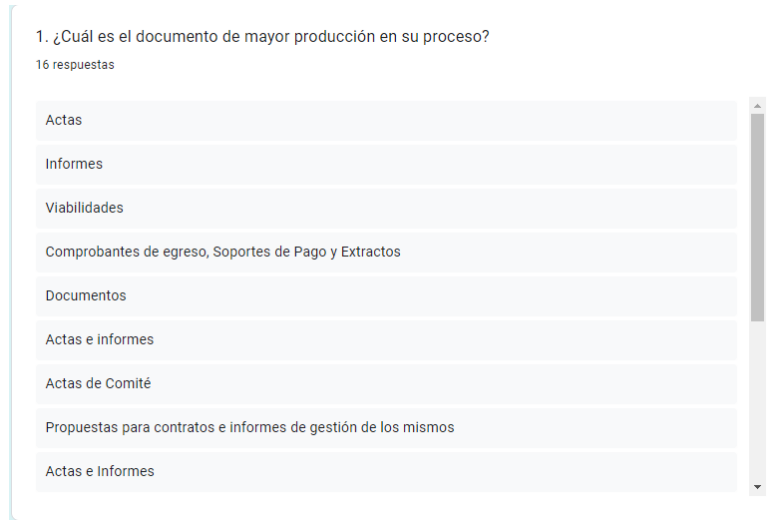 1. ¿Cuál es el documento de mayor producción en su proceso?
16 respuestas
Actas
Informes
Viabilidades
Comprobantes de egreso, Soportes de Pago y Extractos
Documentos
Actas e informes
Actas de Comité
Propuestas para contratos e informes de gestión de los mismos
Actas e Informes